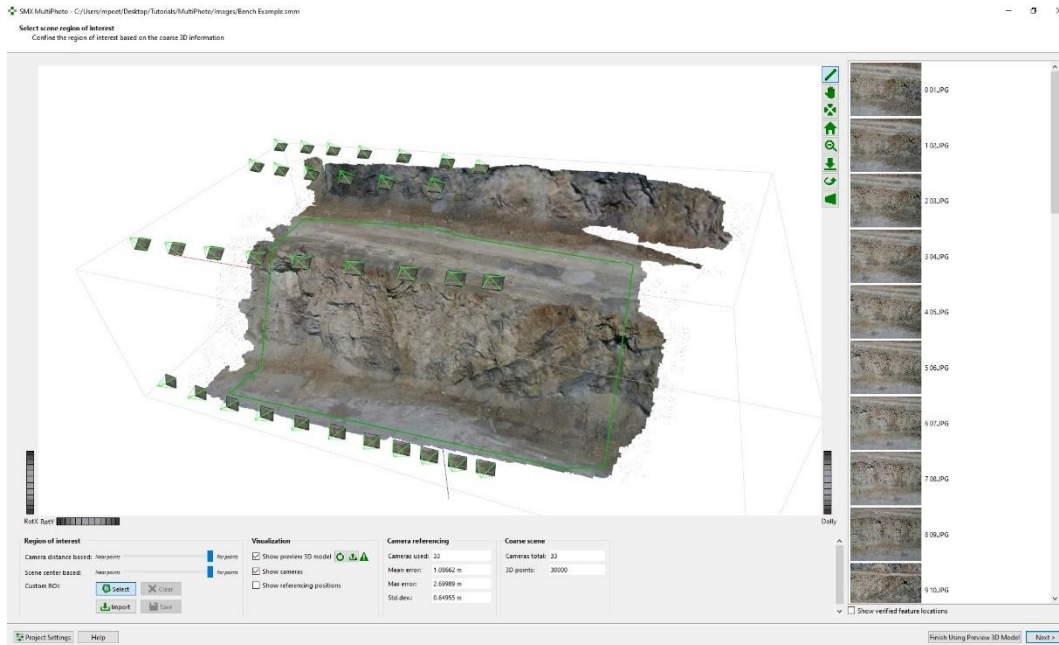 SMX MultiPhoto - C:/Users/mpoet/Desktop/Tutorials/MultiPhoto/Images/Bench Example.smm
Select scene region of interest
Confine the region of interest based on the coarse 3D information
0 01.JPG
1 02.JPG
2 03.JPG
3 04.JPG
4 05.JPG
5 06.JPG
6 07.JPG
7 08.JPG
8 09.JPG
9 10.JPG
RotX RotY
Dolly
Region of interest
Camera distance based: Near points Far points
Scene center based: Near points Far points
Custom ROI: Select Clear
Import Save
Visualization
Show preview 3D model
Show cameras
Show referencing positions
Camera referencing
Cameras used: 33
Mean error: 1.08662 m
Max error: 2.69989 m
Std-dev.: 0.64955 m
Coarse scene
Cameras total: 33
3D points: 30000
Show verified feature locations
Project Settings Help
Finish Using Preview 3D Model Next >